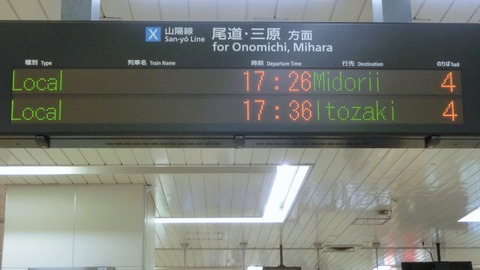 X 山陽線 尾道・三原 方面
San-yō Line for Onomichi, Mihara
種別 Type 列車名 Train Name 時刻 Departure Time 行先 Destination のりば Track
Local 17:26 Midorii 4
Local 17:36 Itozaki 4